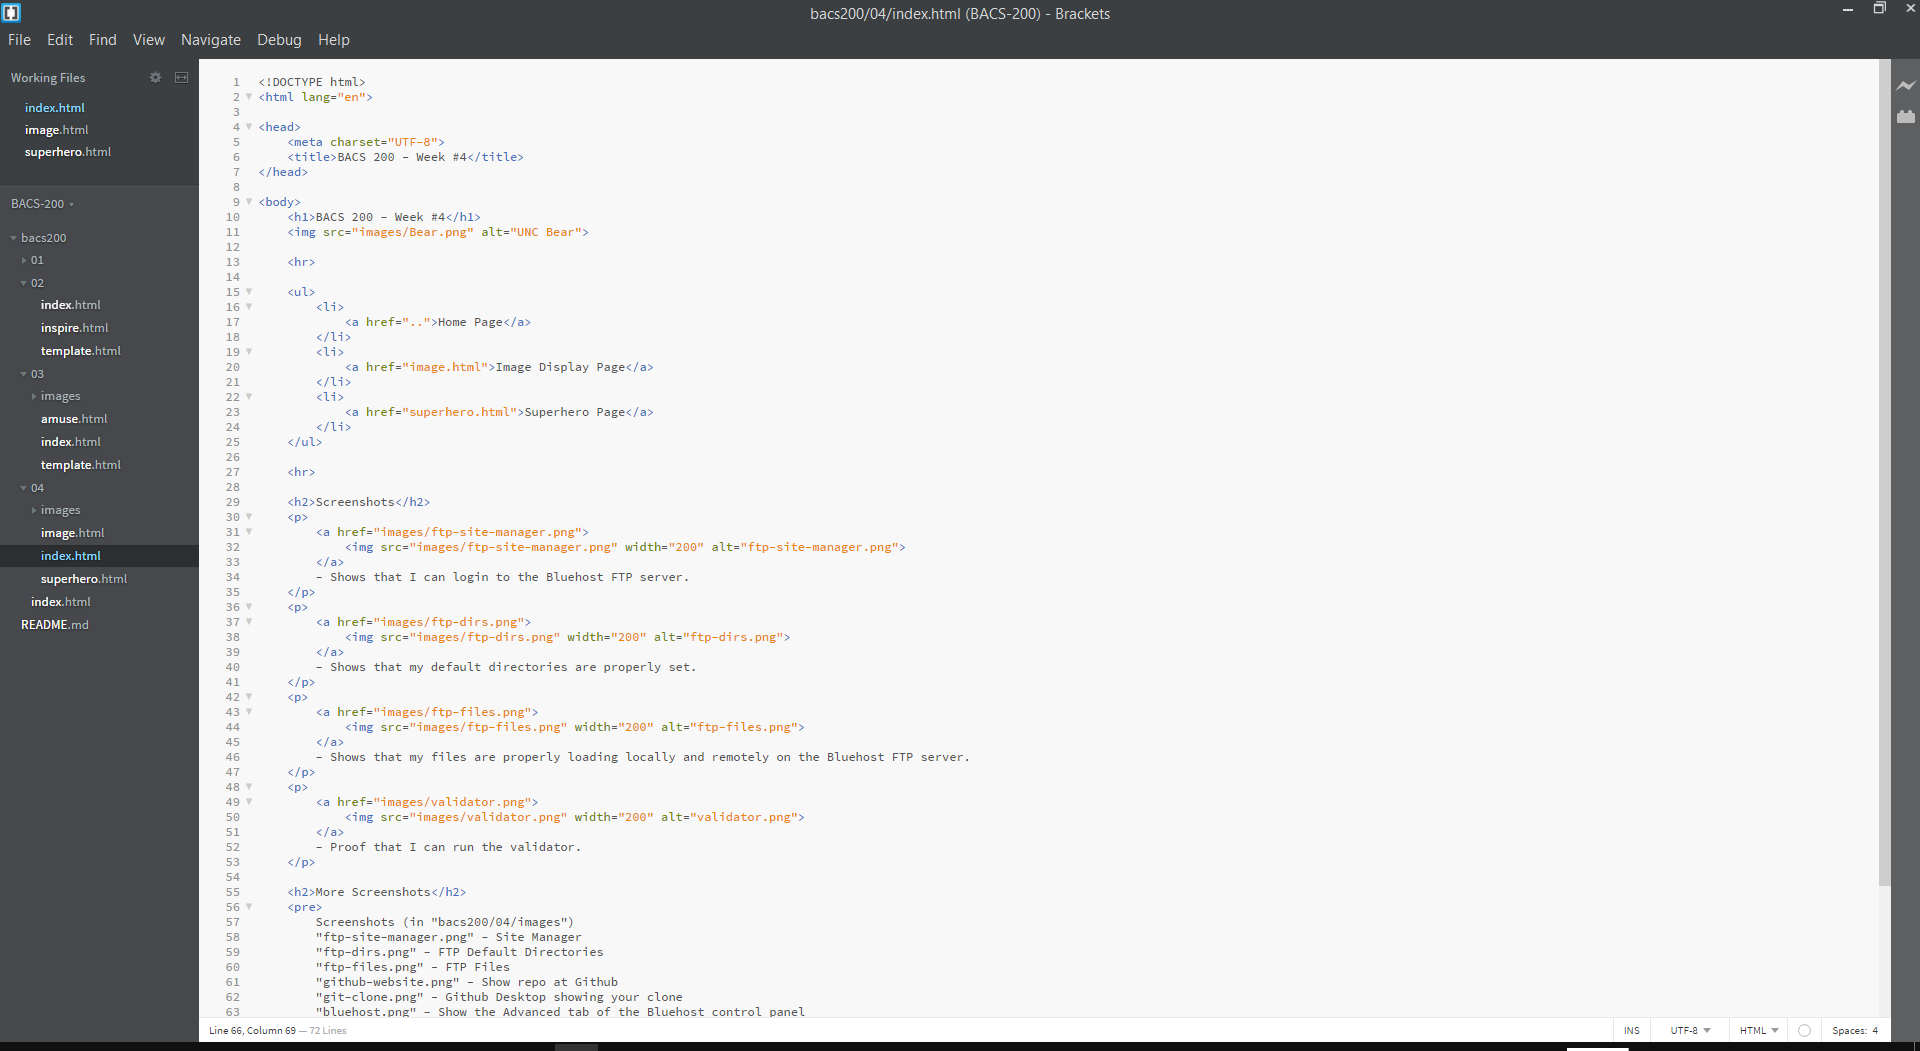 bacs200/04/index.html (BACS-200) - Brackets
File Edit Find View Navigate Debug Help
Working Files
index.html
image.html
superhero.html
BACS-200
bacs200
01
02
index.html
inspire.html
template.html
03
images
amuse.html
index.html
template.html
04
images
image.html
index.html
superhero.html
index.html
README.md
1 <!DOCTYPE html>
2 <html lang="en">
3
4 <head>
5     <meta charset="UTF-8">
6     <title>BACS 200 - Week #4</title>
7 </head>
8
9 <body>
10     <h1>BACS 200 - Week #4</h1>
11     <img src="images/Bear.png" alt="UNC Bear">
12
13     <hr>
14
15     <ul>
16         <li>
17             <a href="..">Home Page</a>
18         </li>
19         <li>
20             <a href="image.html">Image Display Page</a>
21         </li>
22         <li>
23             <a href="superhero.html">Superhero Page</a>
24         </li>
25     </ul>
26
27     <hr>
28
29     <h2>Screenshots</h2>
30     <p>
31         <a href="images/ftp-site-manager.png">
32             <img src="images/ftp-site-manager.png" width="200" alt="ftp-site-manager.png">
33         </a>
34         - Shows that I can login to the Bluehost FTP server.
35     </p>
36     <p>
37         <a href="images/ftp-dirs.png">
38             <img src="images/ftp-dirs.png" width="200" alt="ftp-dirs.png">
39         </a>
40         - Shows that my default directories are properly set.
41     </p>
42     <p>
43         <a href="images/ftp-files.png">
44             <img src="images/ftp-files.png" width="200" alt="ftp-files.png">
45         </a>
46         - Shows that my files are properly loading locally and remotely on the Bluehost FTP server.
47     </p>
48     <p>
49         <a href="images/validator.png">
50             <img src="images/validator.png" width="200" alt="validator.png">
51         </a>
52         - Proof that I can run the validator.
53     </p>
54
55     <h2>More Screenshots</h2>
56     <pre>
57         Screenshots (in "bacs200/04/images")
58         "ftp-site-manager.png" - Site Manager
59         "ftp-dirs.png" - FTP Default Directories
60         "ftp-files.png" - FTP Files
61         "github-website.png" - Show repo at Github
62         "git-clone.png" - Github Desktop showing your clone
63         "bluehost.png" - Show the Advanced tab of the Bluehost control panel
Line 66, Column 69 — 72 Lines
INS UTF-8 HTML Spaces: 4